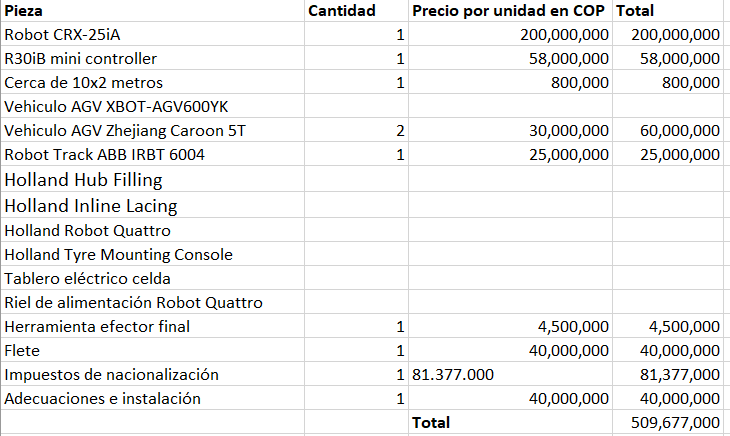 Pieza Cantidad Precio por unidad en COP Total
Robot CRX-25iA 1 200,000,000 200,000,000
R30iB mini controller 1 58,000,000 58,000,000
Cerca de 10x2 metros 1 800,000 800,000
Vehiculo AGV XBOT-AGV600YK
Vehiculo AGV Zhejiang Caroon 5T 2 30,000,000 60,000,000
Robot Track ABB IRBT 6004 1 25,000,000 25,000,000
Holland Hub Filling
Holland Inline Lacing
Holland Robot Quattro
Holland Tyre Mounting Console
Tablero eléctrico celda
Riel de alimentación Robot Quattro
Herramienta efector final 1 4,500,000 4,500,000
Flete 1 40,000,000 40,000,000
Impuestos de nacionalización 1 81.377.000 81,377,000
Adecuaciones e instalación 1 40,000,000 40,000,000
Total 509,677,000